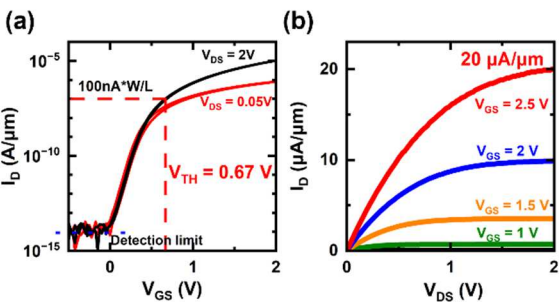 (a)
I_D (A/μm)
10^-5
10^-10
10^-15
100nA*W/L
V_DS = 2V
V_DS = 0.05V
V_TH = 0.67 V
Detection limit
0 1 2
V_GS (V)
(b)
I_D (μA/μm)
20
10
0
20 μA/μm
V_GS = 2.5 V
V_GS = 2 V
V_GS = 1.5 V
V_GS = 1 V
0 1 2
V_DS (V)